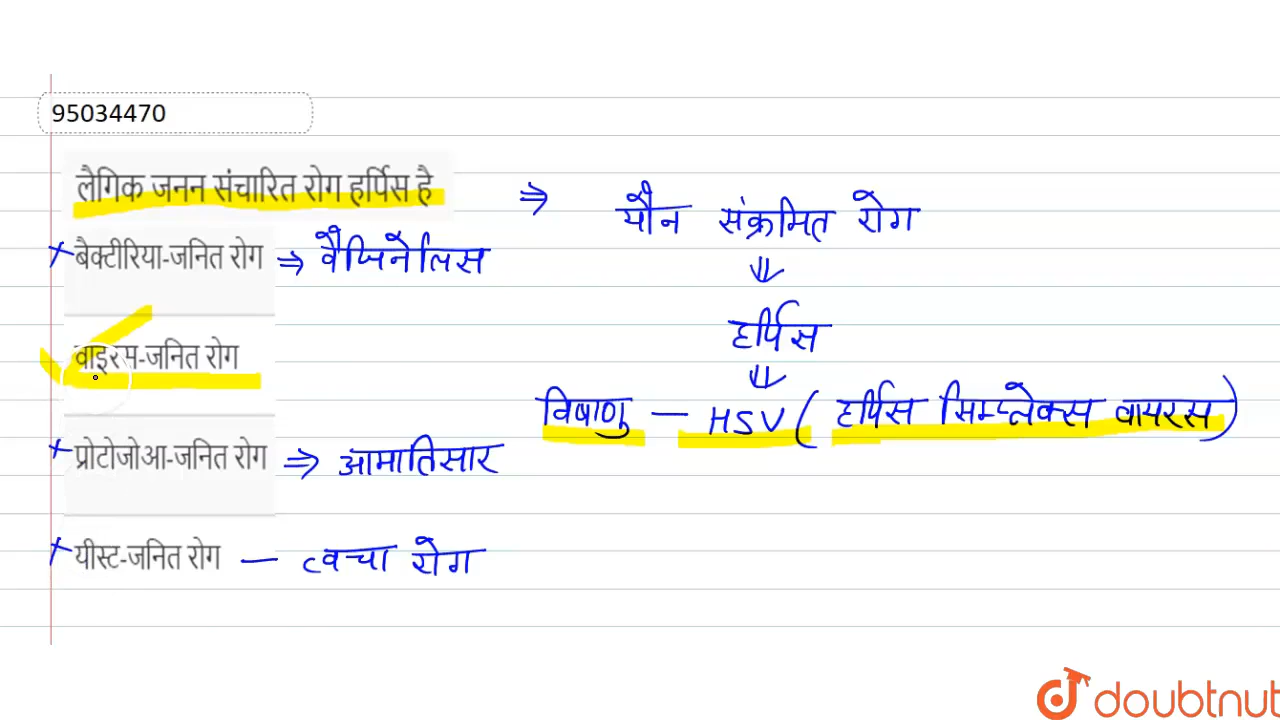 95034470
लैगिक जनन संचारित रोग हर्पिस है ⇒ यौन संक्रमित रोग
× बैक्टीरिया-जनित रोग ⇒ वैजिनेलिस
⇓
हर्पिस
वाइरस-जनित रोग
⇓
विषाणु — HSV ( हर्पिस सिम्प्लेक्स वायरस )
× प्रोटोजोआ-जनित रोग ⇒ आमातिसार
× यीस्ट-जनित रोग — त्वचा रोग
doubtnut